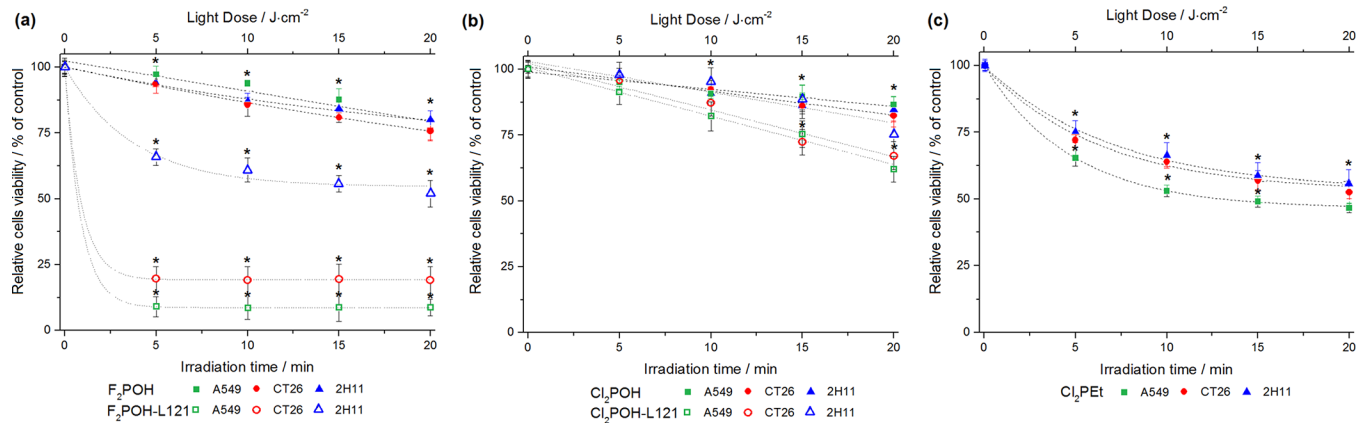 (a)
Light Dose / J·cm⁻²
0 5 10 15 20
Relative cells viability / % of control
100
75
50
25
0
* * * *
* * * *
* * * *
* * * *
0 5 10 15 20
Irradiation time / min
F₂POH A549 CT26 2H11
F₂POH-L121 A549 CT26 2H11
(b)
Light Dose / J·cm⁻²
0 5 10 15 20
Relative cells viability / % of control
100
75
50
25
0
* * *
* *
0 5 10 15 20
Irradiation time / min
Cl₂POH A549 CT26 2H11
Cl₂POH-L121 A549 CT26 2H11
(c)
Light Dose / J·cm⁻²
0 5 10 15 20
Relative cells viability / % of control
100
75
50
25
0
* * * *
* * *
0 5 10 15 20
Irradiation time / min
Cl₂PEt A549 CT26 2H11